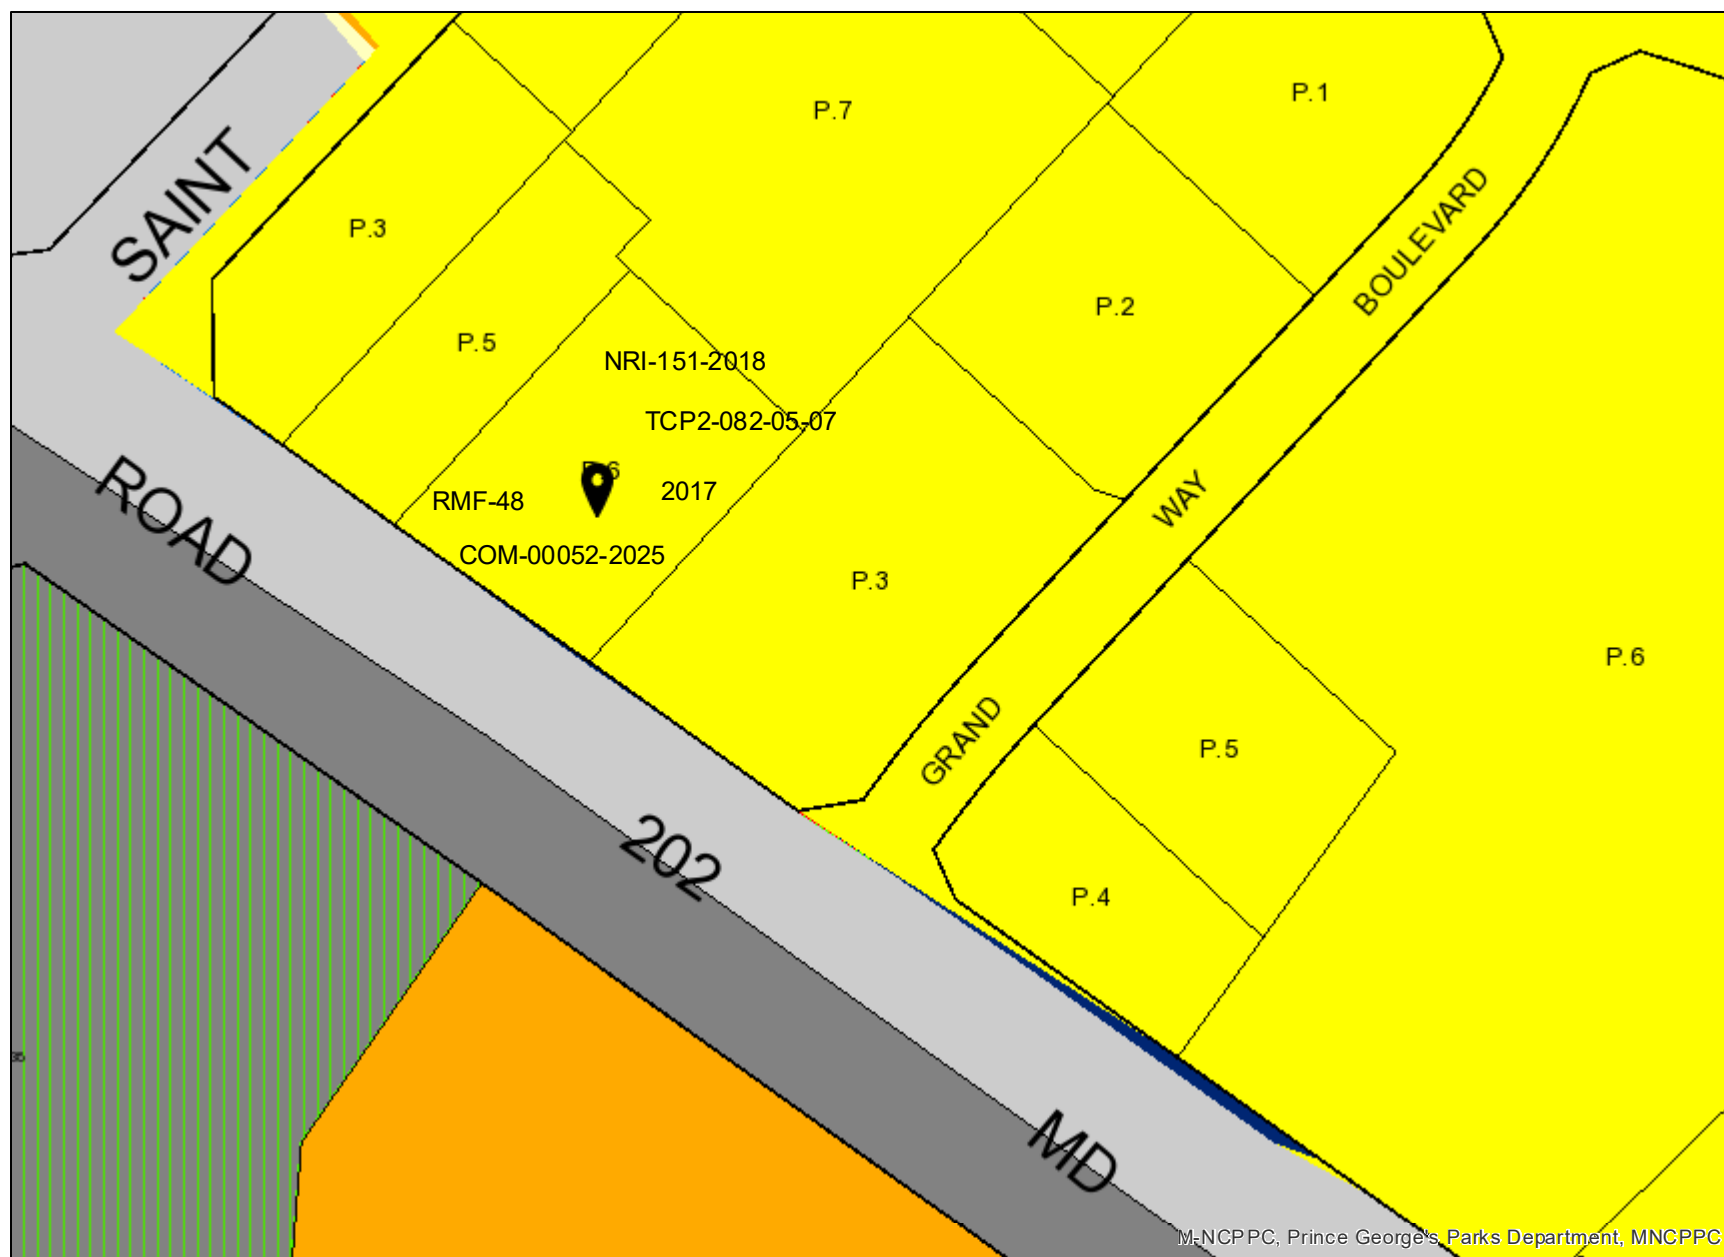 P.1
P.7
SAINT
P.3
BOULEVARD
P.2
P.5
NRI-151-2018
TCP2-082-05-07
WAY
2017
RMF-48
COM-00052-2025
P.3
ROAD
P.6
GRAND
P.5
202
P.4
MD
M-NCPPC, Prince George's Parks Department, MNCPPC